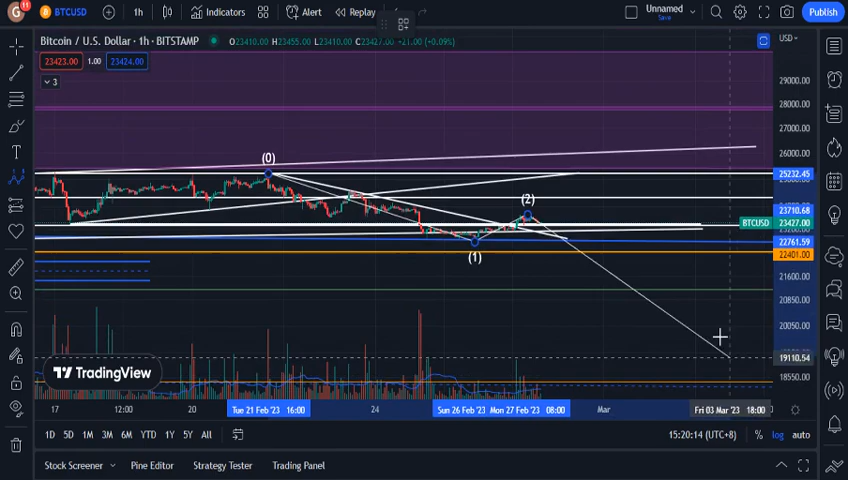 G 11 BTCUSD 1h Indicators Alert Replay Unnamed Save Publish
Bitcoin / U.S. Dollar · 1h · BITSTAMP O23410.00 H23455.00 L23410.00 C23427.00 +21.00 (+0.09%) USD
23423.00 1.00 23424.00
3
29000.00
28000.00
27000.00
26000.00
(0)
25232.45
(2)
23710.68
BTCUSD 23427.00
22761.59
(1)
22401.00
21600.00
20850.00
20050.00
19110.54
TradingView
18550.00
17 12:00 20 Tue 21 Feb '23 16:00 24 Sun 26 Feb '23 Mon 27 Feb '23 08:00 Mar Fri 03 Mar '23 18:00
1D 5D 1M 3M 6M YTD 1Y 5Y All 15:20:14 (UTC+8) % log auto
Stock Screener Pine Editor Strategy Tester Trading Panel